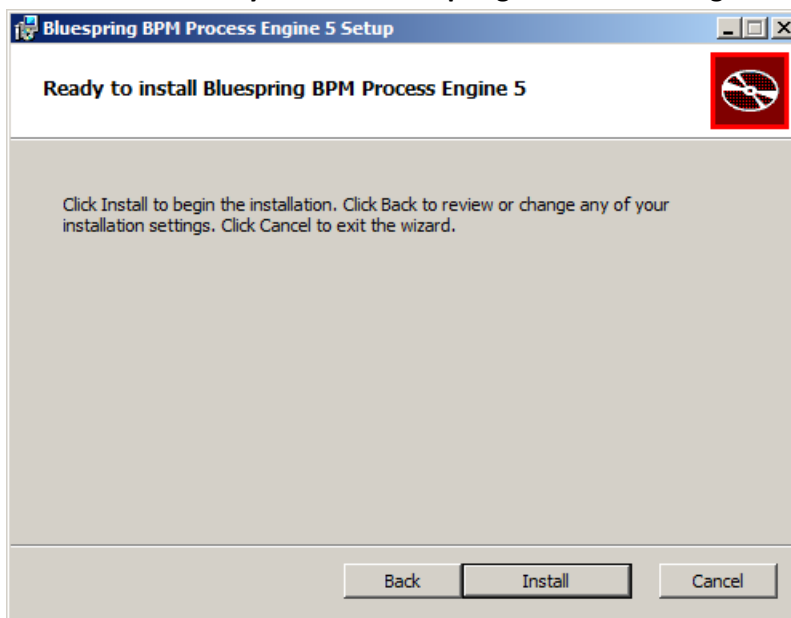 Bluespring BPM Process Engine 5 Setup
Ready to install Bluespring BPM Process Engine 5
Click Install to begin the installation. Click Back to review or change any of your
installation settings. Click Cancel to exit the wizard.
Back
Install
Cancel